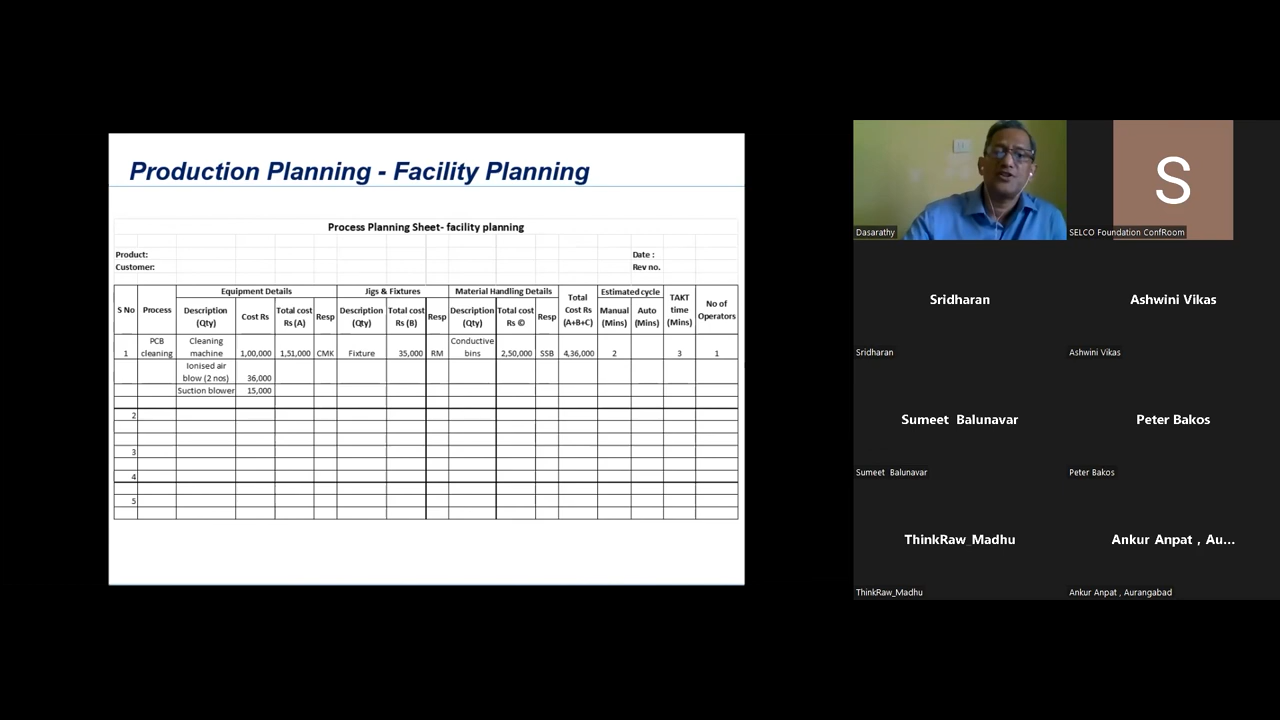 Production Planning - Facility Planning
Process Planning Sheet- facility planning
Product: Date :
Customer: Rev no.
S No Process Equipment Details Jigs & Fixtures Material Handling Details Total Cost Rs (A+B+C) Estimated cycle TAKT time (Mins) No of Operators
Description (Qty) Cost Rs Total cost Rs (A) Resp Description (Qty) Total cost Rs (B) Resp Description (Qty) Total cost Rs © Resp Manual (Mins) Auto (Mins)
1 PCB cleaning Cleaning machine 1,00,000 1,51,000 CMK Fixture 35,000 RM Conductive bins 2,50,000 SSB 4,36,000 2 3 1
Ionised air blow (2 nos) 36,000
Suction blower 15,000
2
3
4
5
Dasarathy
S
SELCO Foundation ConfRoom
Sridharan
Sridharan
Ashwini Vikas
Ashwini Vikas
Sumeet Balunavar
Sumeet Balunavar
Peter Bakos
Peter Bakos
ThinkRaw_Madhu
ThinkRaw_Madhu
Ankur Anpat , Au...
Ankur Anpat , Aurangabad